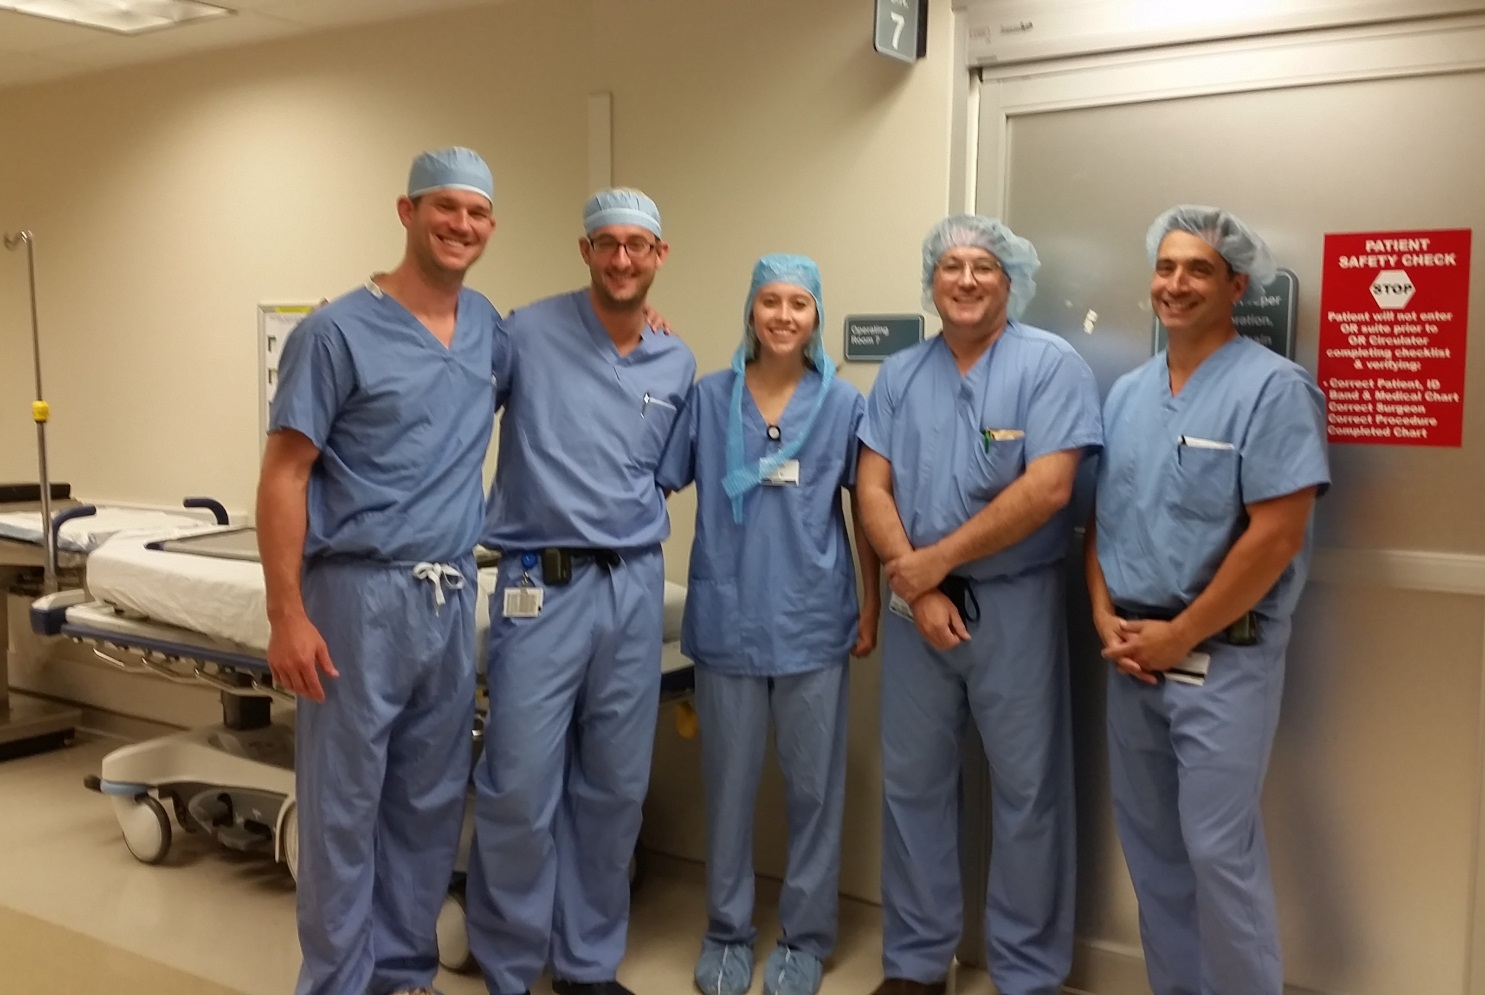 7
Operating
Room 7
PATIENT
SAFETY CHECK
STOP
Patient will not enter
OR suite prior to
OR Circulator
completing checklist
& verifying:
Correct Patient, ID
Band & Medical Chart
Correct Surgeon
Correct Procedure
Completed Chart